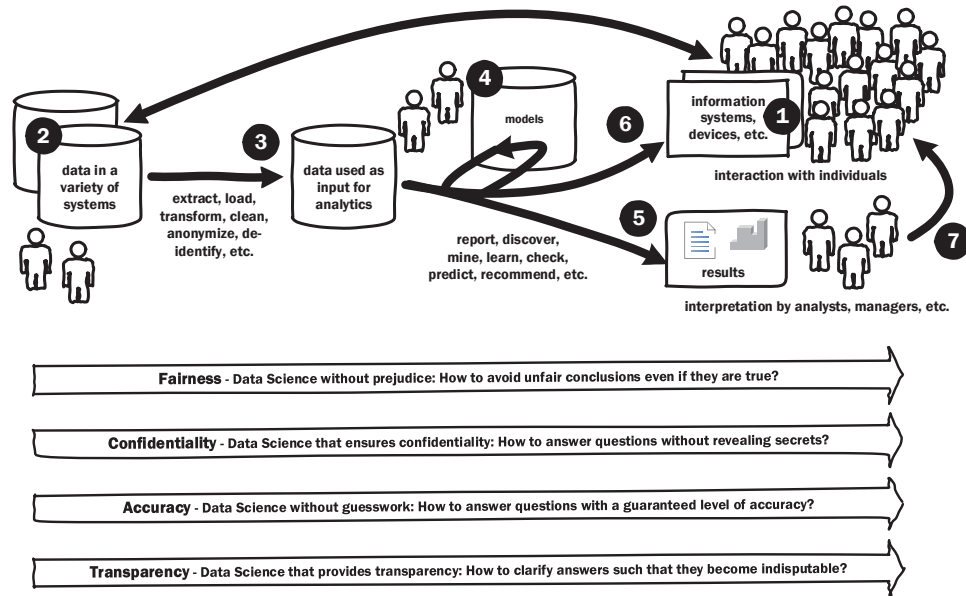 2
data in a
variety of
systems
3
extract, load,
transform, clean,
anonymize, de-
identify, etc.
data used as
input for
analytics
4
models
report, discover,
mine, learn, check,
predict, recommend, etc.
6
information
systems,
devices, etc.
1
interaction with individuals
5
results
7
interpretation by analysts, managers, etc.
Fairness - Data Science without prejudice: How to avoid unfair conclusions even if they are true?
Confidentiality - Data Science that ensures confidentiality: How to answer questions without revealing secrets?
Accuracy - Data Science without guesswork: How to answer questions with a guaranteed level of accuracy?
Transparency - Data Science that provides transparency: How to clarify answers such that they become indisputable?